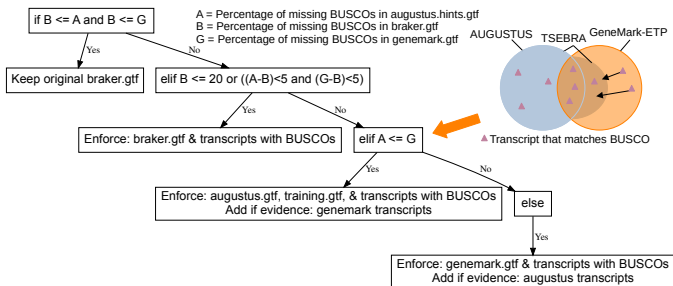 if B <= A and B <= G
A = Percentage of missing BUSCOs in augustus.hints.gtf
B = Percentage of missing BUSCOs in braker.gtf
G = Percentage of missing BUSCOs in genemark.gtf
AUGUSTUS
TSEBRA
GeneMark-ETP
Yes
No
Keep original braker.gtf
elif B <= 20 or ((A-B)<5 and (G-B)<5)
Yes
No
Enforce: braker.gtf & transcripts with BUSCOs
elif A <= G
Transcript that matches BUSCO
Yes
No
Enforce: augustus.gtf, training.gtf, & transcripts with BUSCOs
Add if evidence: genemark transcripts
else
Yes
Enforce: genemark.gtf & transcripts with BUSCOs
Add if evidence: augustus transcripts